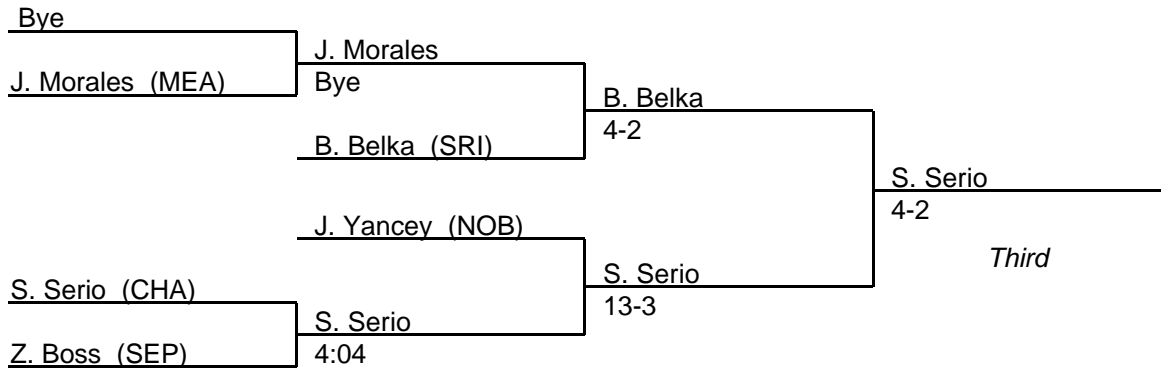 Bye
J. Morales
J. Morales (MEA)
Bye
B. Belka
4-2
B. Belka (SRI)
S. Serio
4-2
J. Yancey (NOB)
Third
S. Serio (CHA)
S. Serio
13-3
S. Serio
Z. Boss (SEP)
4:04